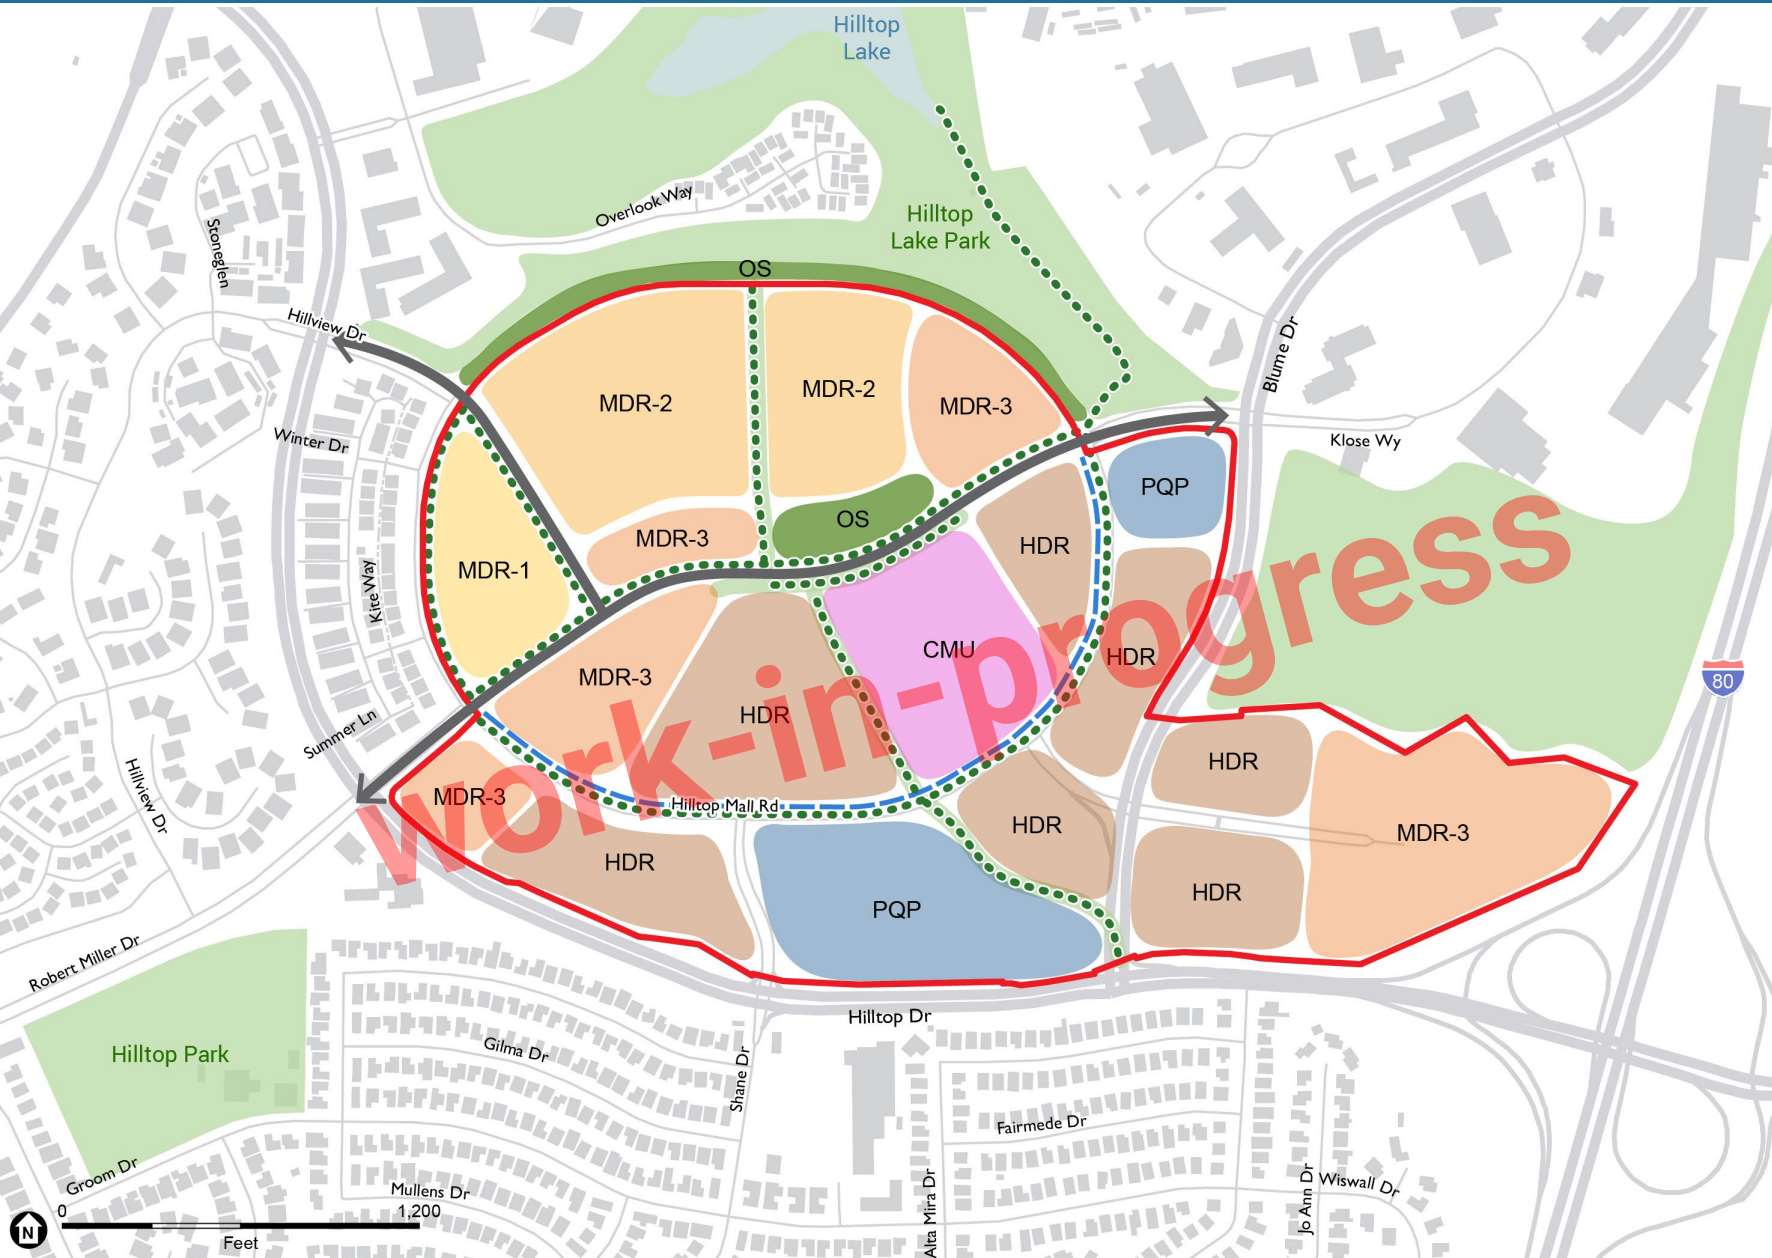 Hilltop
Lake
Overlook Way
Hilltop
Lake Park
Stoneglen
OS
Hillview Dr
Blume Dr
MDR-2
MDR-2
MDR-3
Winter Dr
Klose Wy
PQP
OS
MDR-3
HDR
MDR-1
Kite Way
CMU
HDR
MDR-3
80
HDR
Summer Ln
work-in-progress
HDR
Hillview Dr
MDR-3
Hilltop Mall Rd
HDR
MDR-3
HDR
HDR
PQP
Robert Miller Dr
Hilltop Dr
Hilltop Park
Gilma Dr
Shane Dr
Fairmede Dr
Groom Dr
Mullens Dr
Alta Mira Dr
Jo Ann Dr
Wiswall Dr
0
1,200
N
Feet